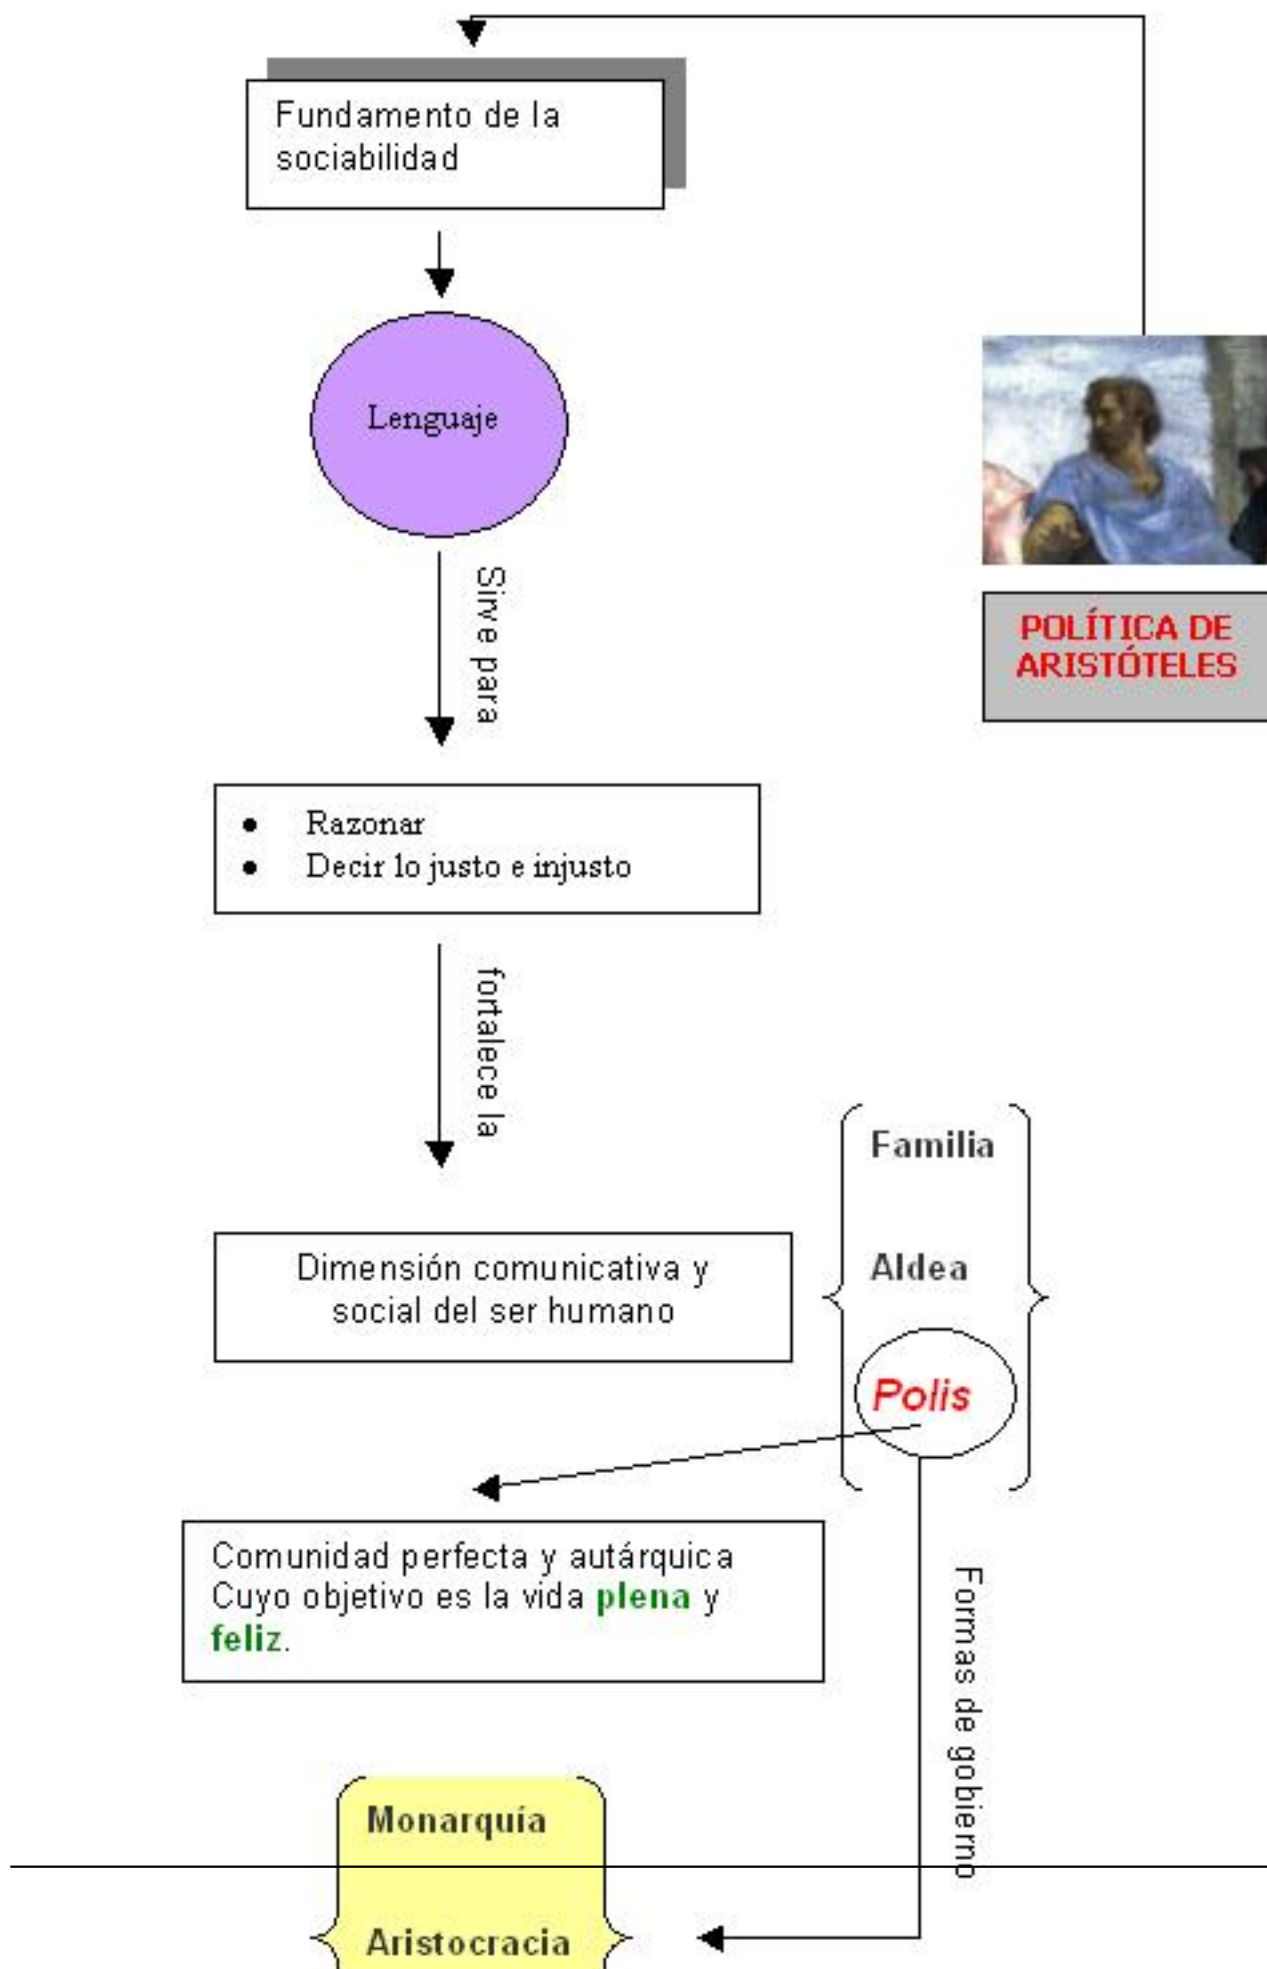 Fundamento de la
sociabilidad
Lenguaje
POLÍTICA DE
ARISTÓTELES
Sirve para
Razonar
Decir lo justo e injusto
fortalece la
Familia
Dimensión comunicativa y
social del ser humano
Aldea
Polis
Comunidad perfecta y autárquica
Cuyo objetivo es la vida plena y
feliz.
Formas de gobierno
Monarquía
Aristocracia